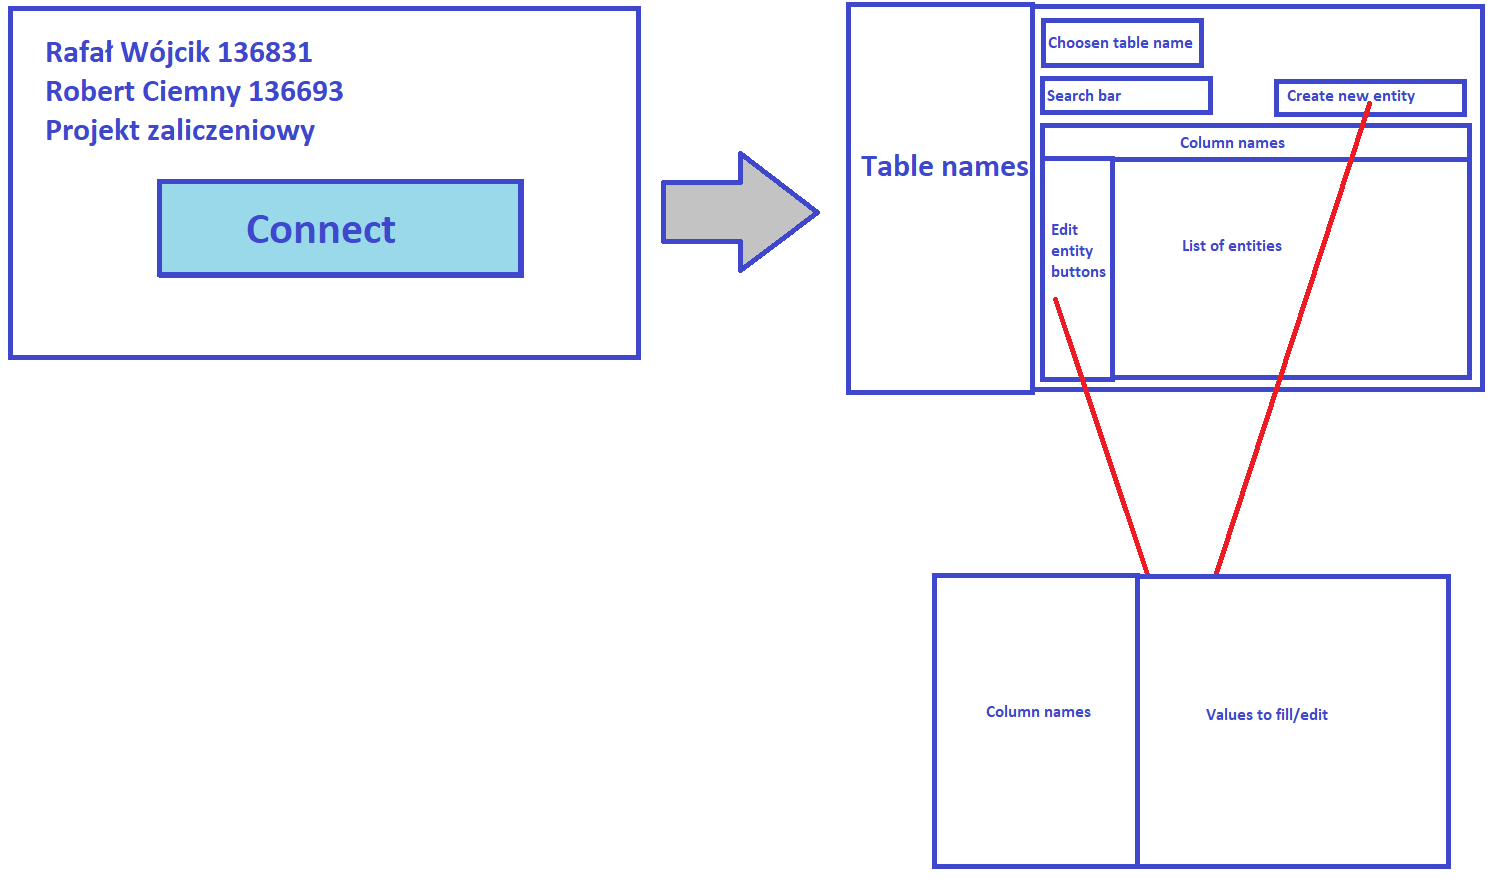 Rafał Wójcik 136831
Robert Ciemny 136693
Projekt zaliczeniowy
Connect
Table names
Choosen table name
Search bar
Create new entity
Column names
Edit
entity
buttons
List of entities
Column names
Values to fill/edit